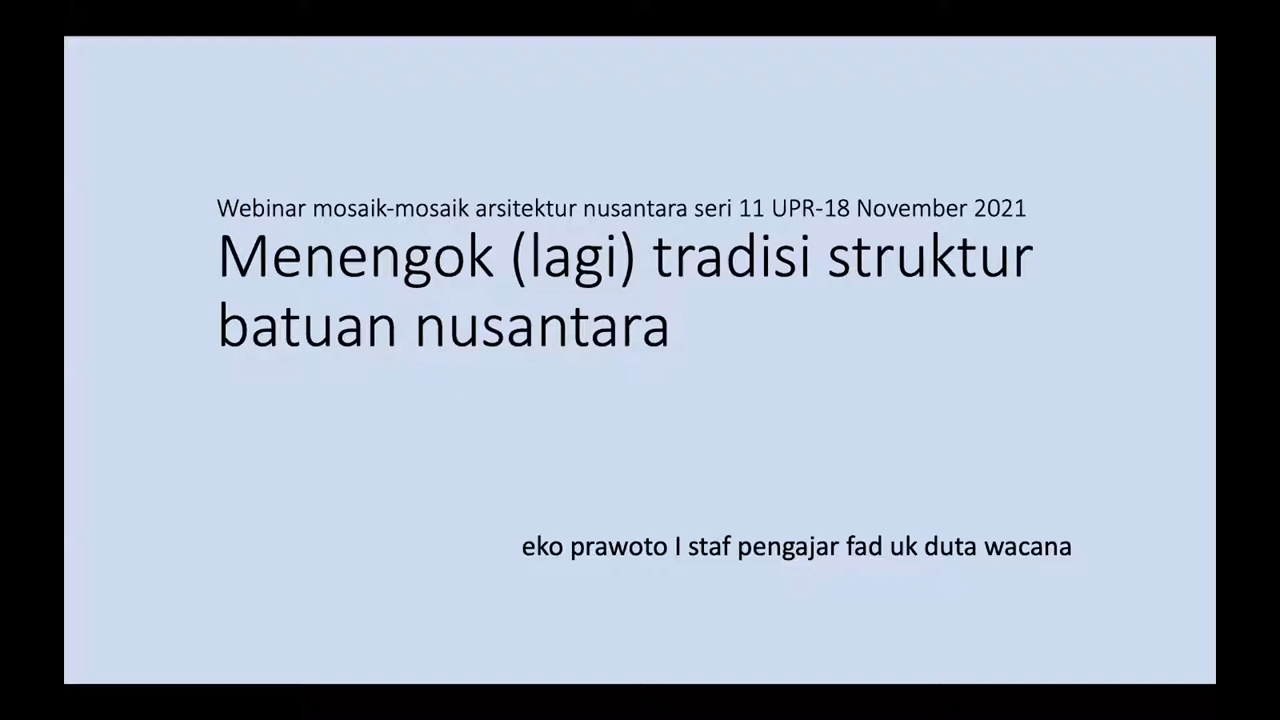 Webinar mosaik-mosaik arsitektur nusantara seri 11 UPR-18 November 2021
Menengok (lagi) tradisi struktur
batuan nusantara
eko prawoto I staf pengajar fad uk duta wacana